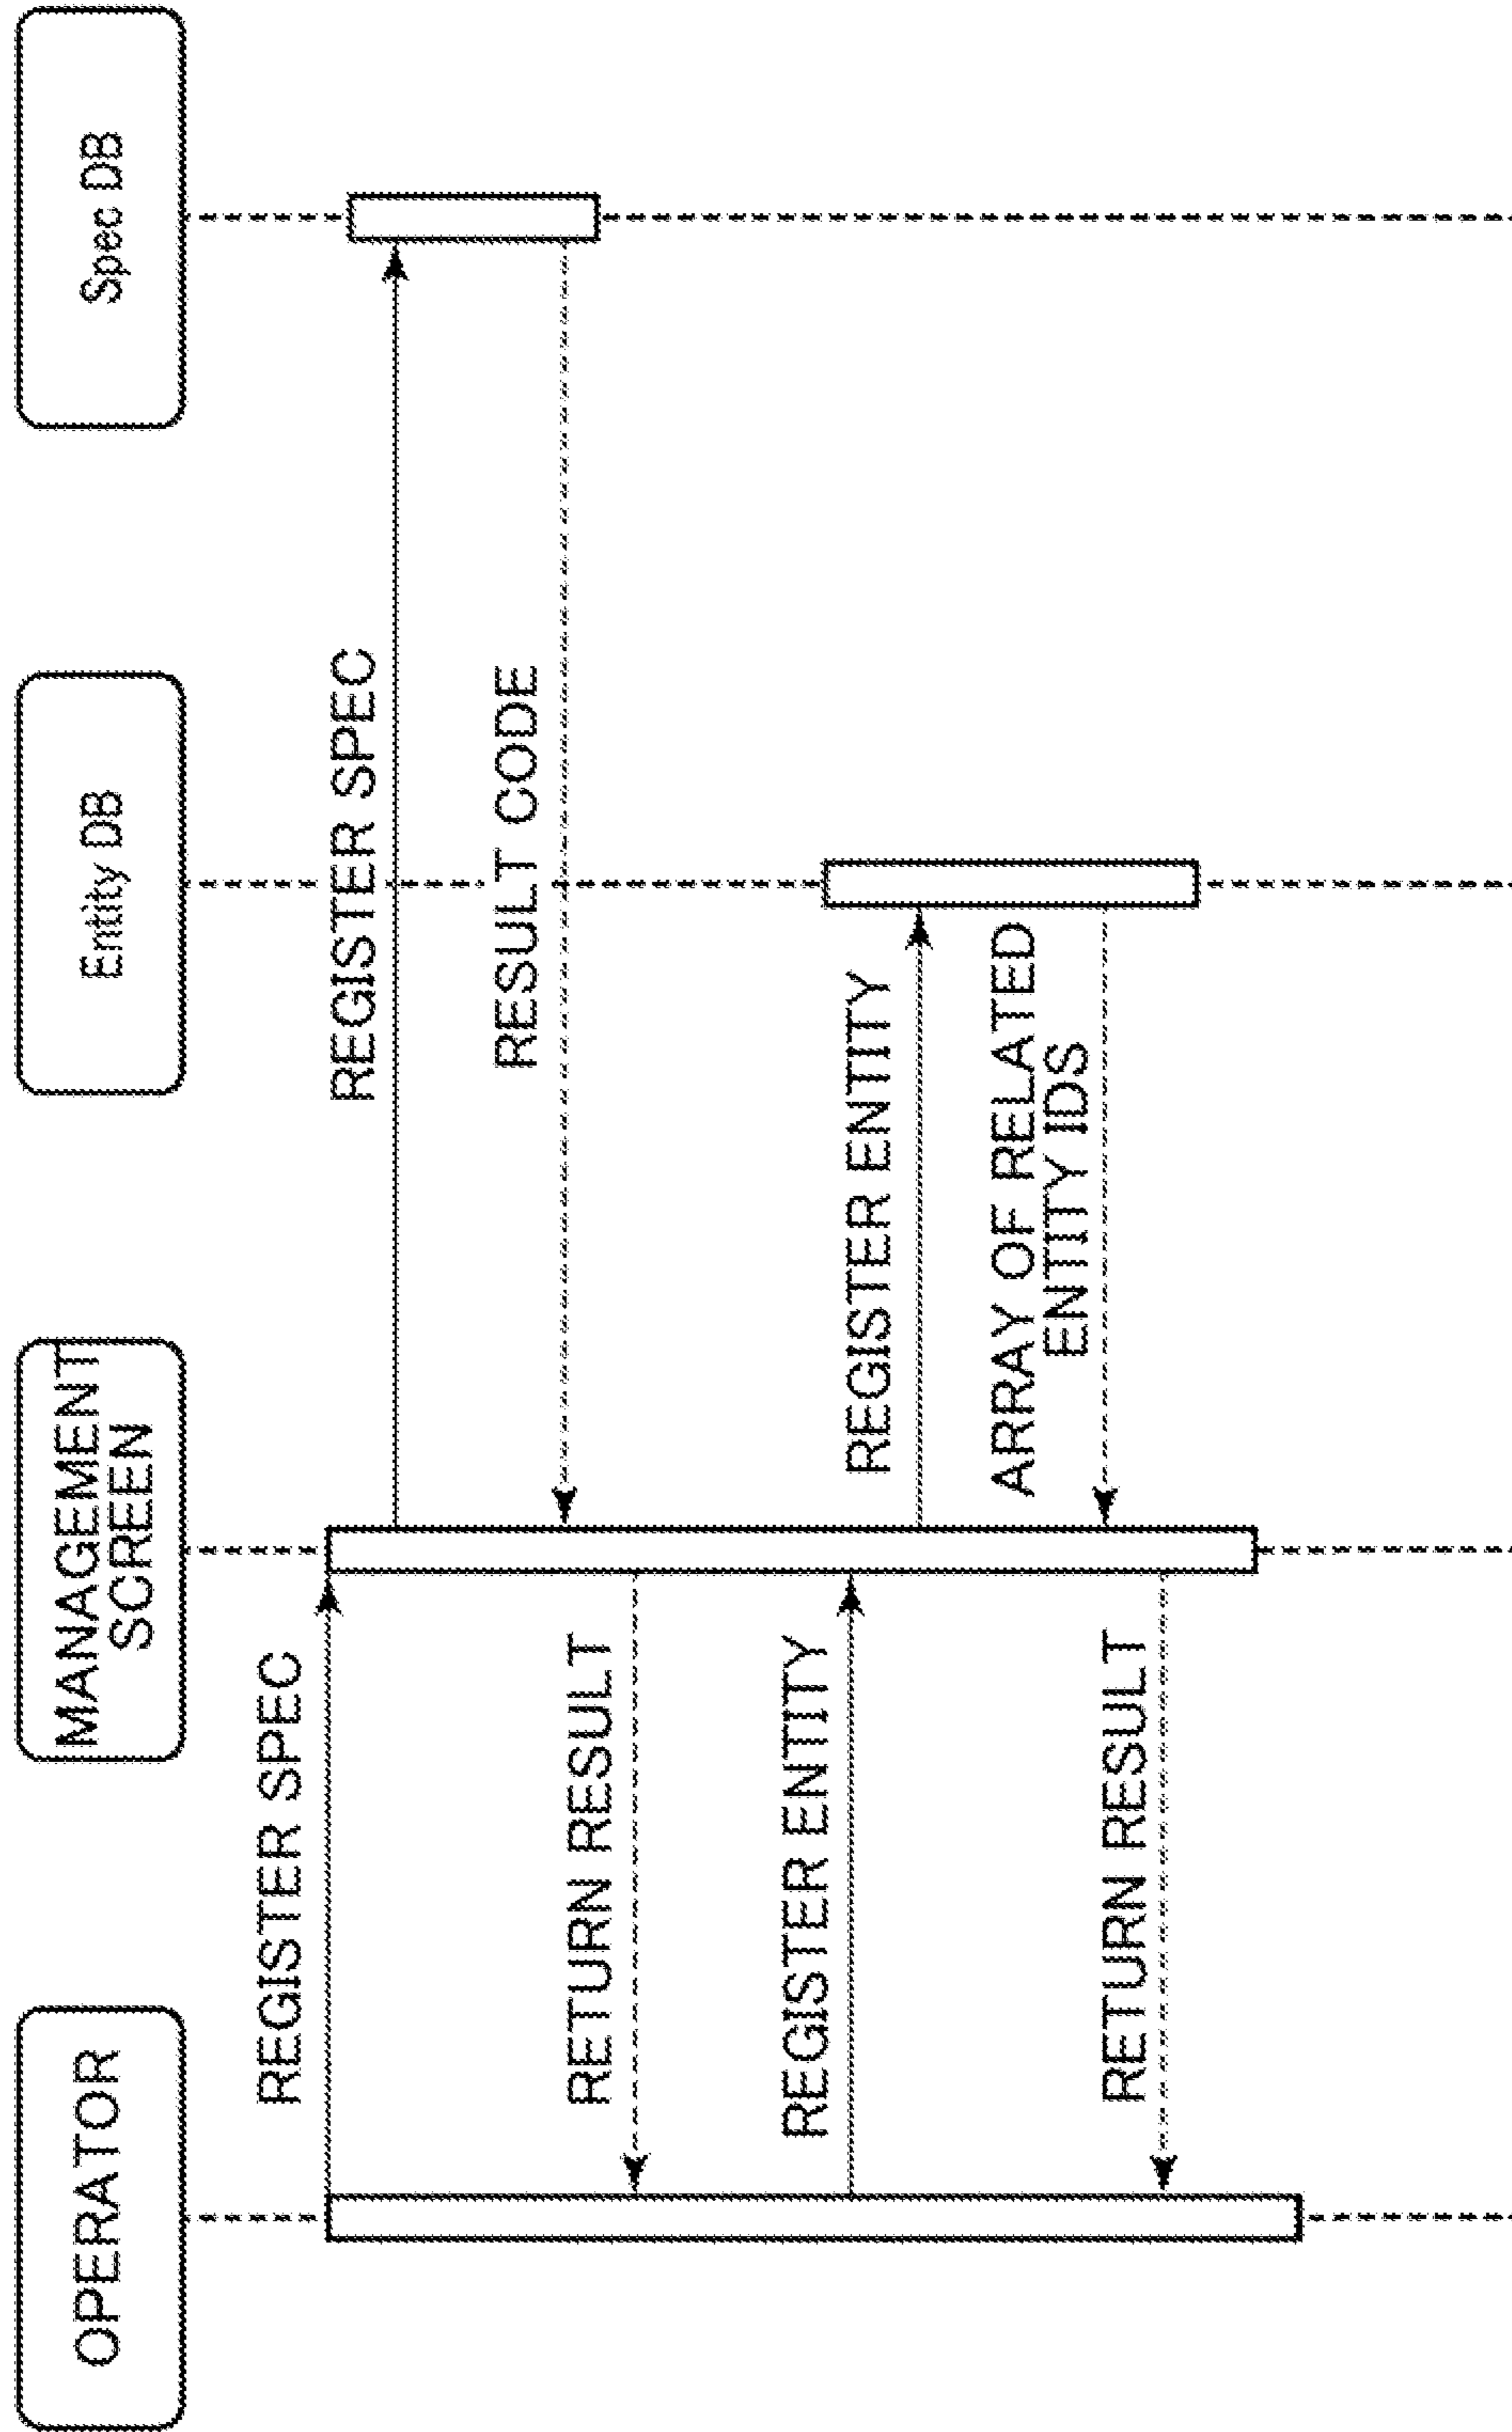 OPERATOR
MANAGEMENT
SCREEN
Entity DB
Spec DB
REGISTER SPEC
REGISTER SPEC
RESULT CODE
RETURN RESULT
REGISTER ENTITY
REGISTER ENTITY
ARRAY OF RELATED
ENTITY IDS
RETURN RESULT